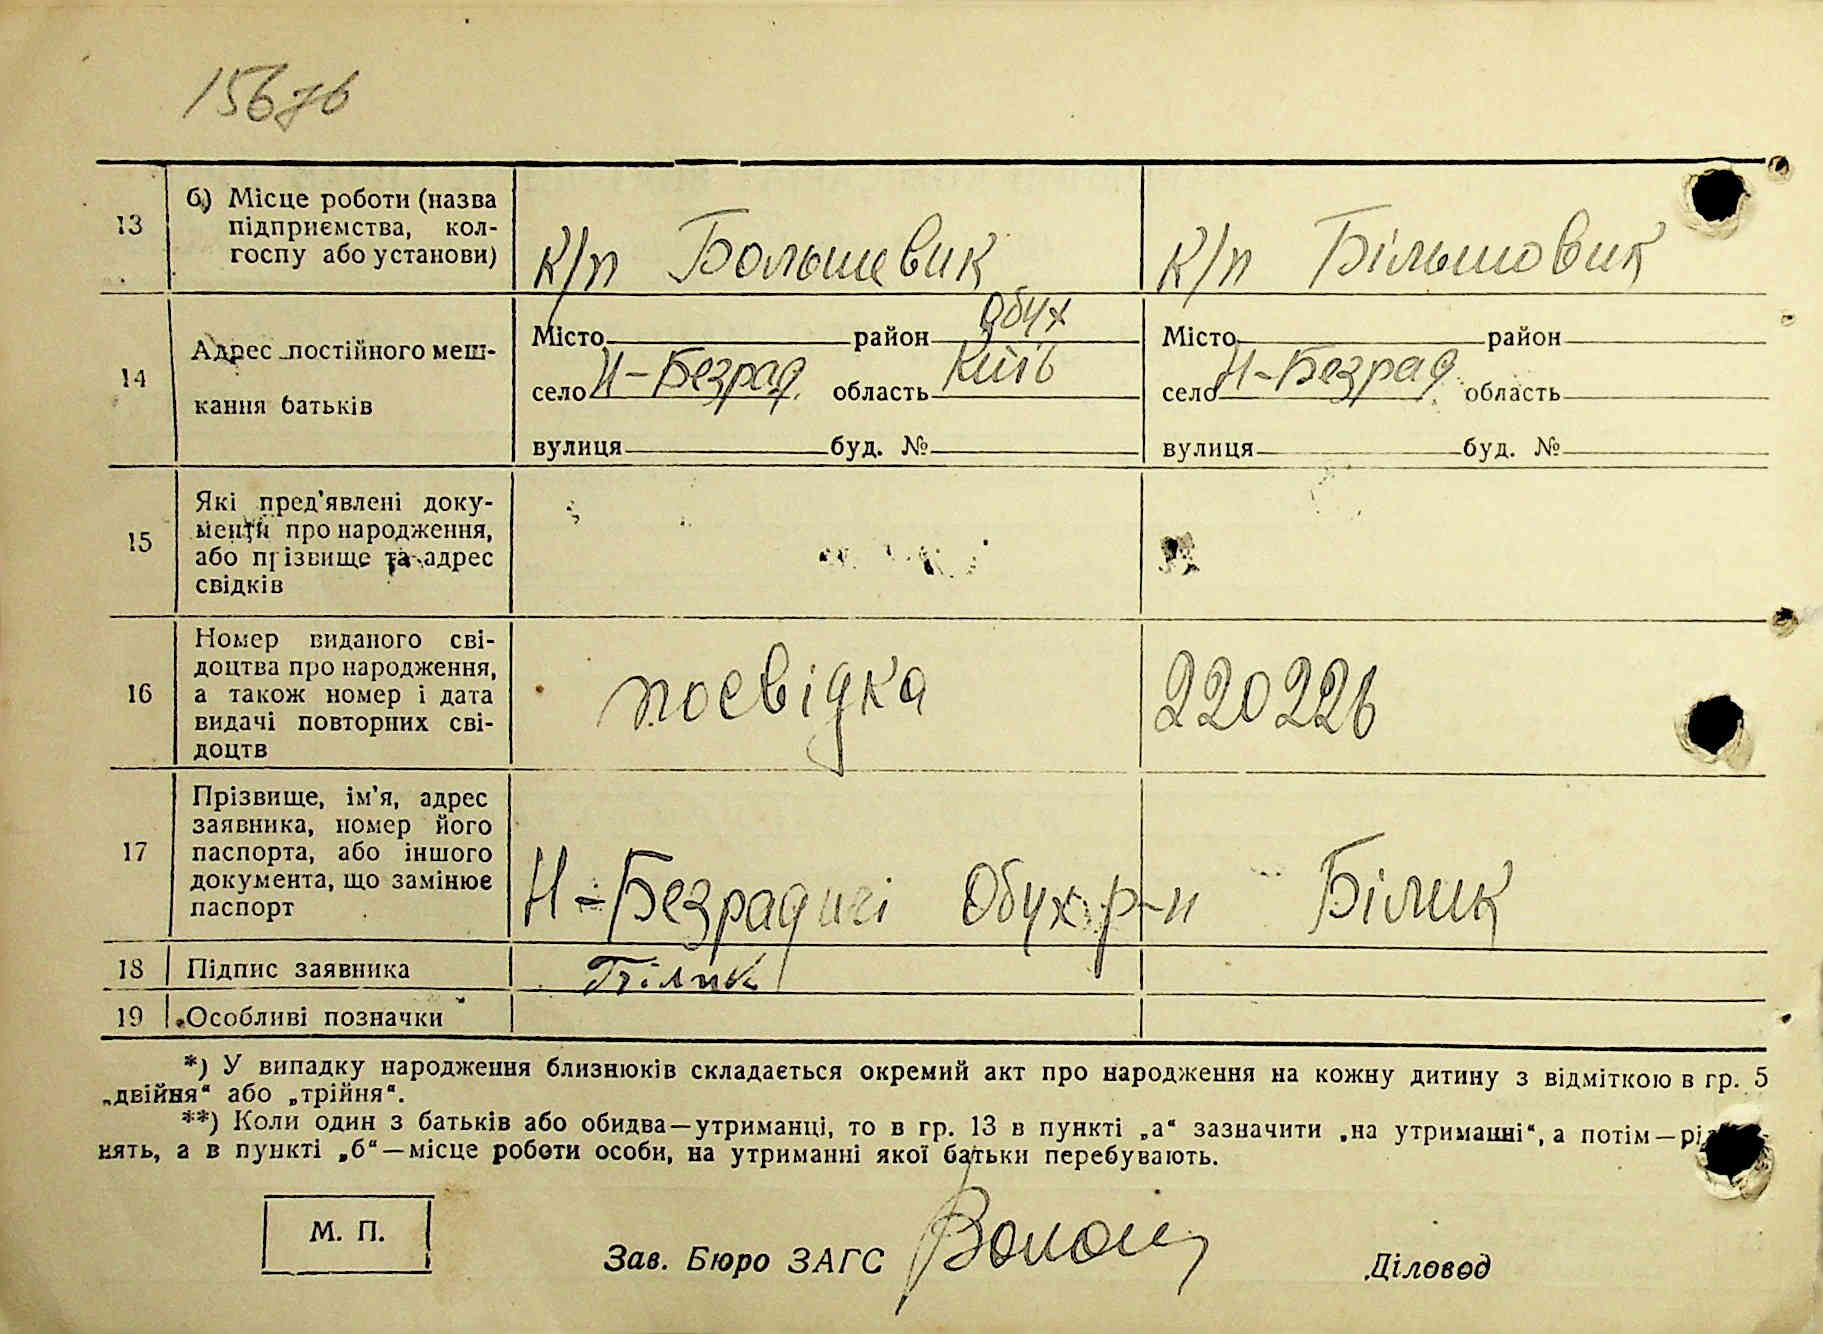 156зв
13 б) Місце роботи (назва
підприємства, кол-
госпу або установи)
к/п Большевик к/п Більшовик
14 Адрес постійного меш-
кання батьків
Місто район Обух Місто район
село Н-Безрад. область Київ село Н-Безрад. область
вулиця буд. № вулиця буд. №
15 Які пред'явлені доку-
менти про народження,
або прізвище та адрес
свідків
16 Номер виданого сві-
доцтва про народження,
а також номер і дата
видачі повторних сві-
доцтв
посвідка 220226
17 Прізвище, ім'я, адрес
заявника, номер його
паспорта, або іншого
документа, що замінює
паспорт
Н-Безрадичі Обух р-н Білик
18 Підпис заявника Білик
19 Особливі позначки
*) У випадку народження близнюків складається окремий акт про народження на кожну дитину з відміткою в гр. 5
„двійня“ або „трійня“.
**) Коли один з батьків або обидва—утриманці, то в гр. 13 в пункті „а“ зазначити „на утриманні“, а потім—рід
нять, а в пункті „б“—місце роботи особи, на утриманні якої батьки перебувають.
М. П.
Зав. Бюро ЗАГС Діловод